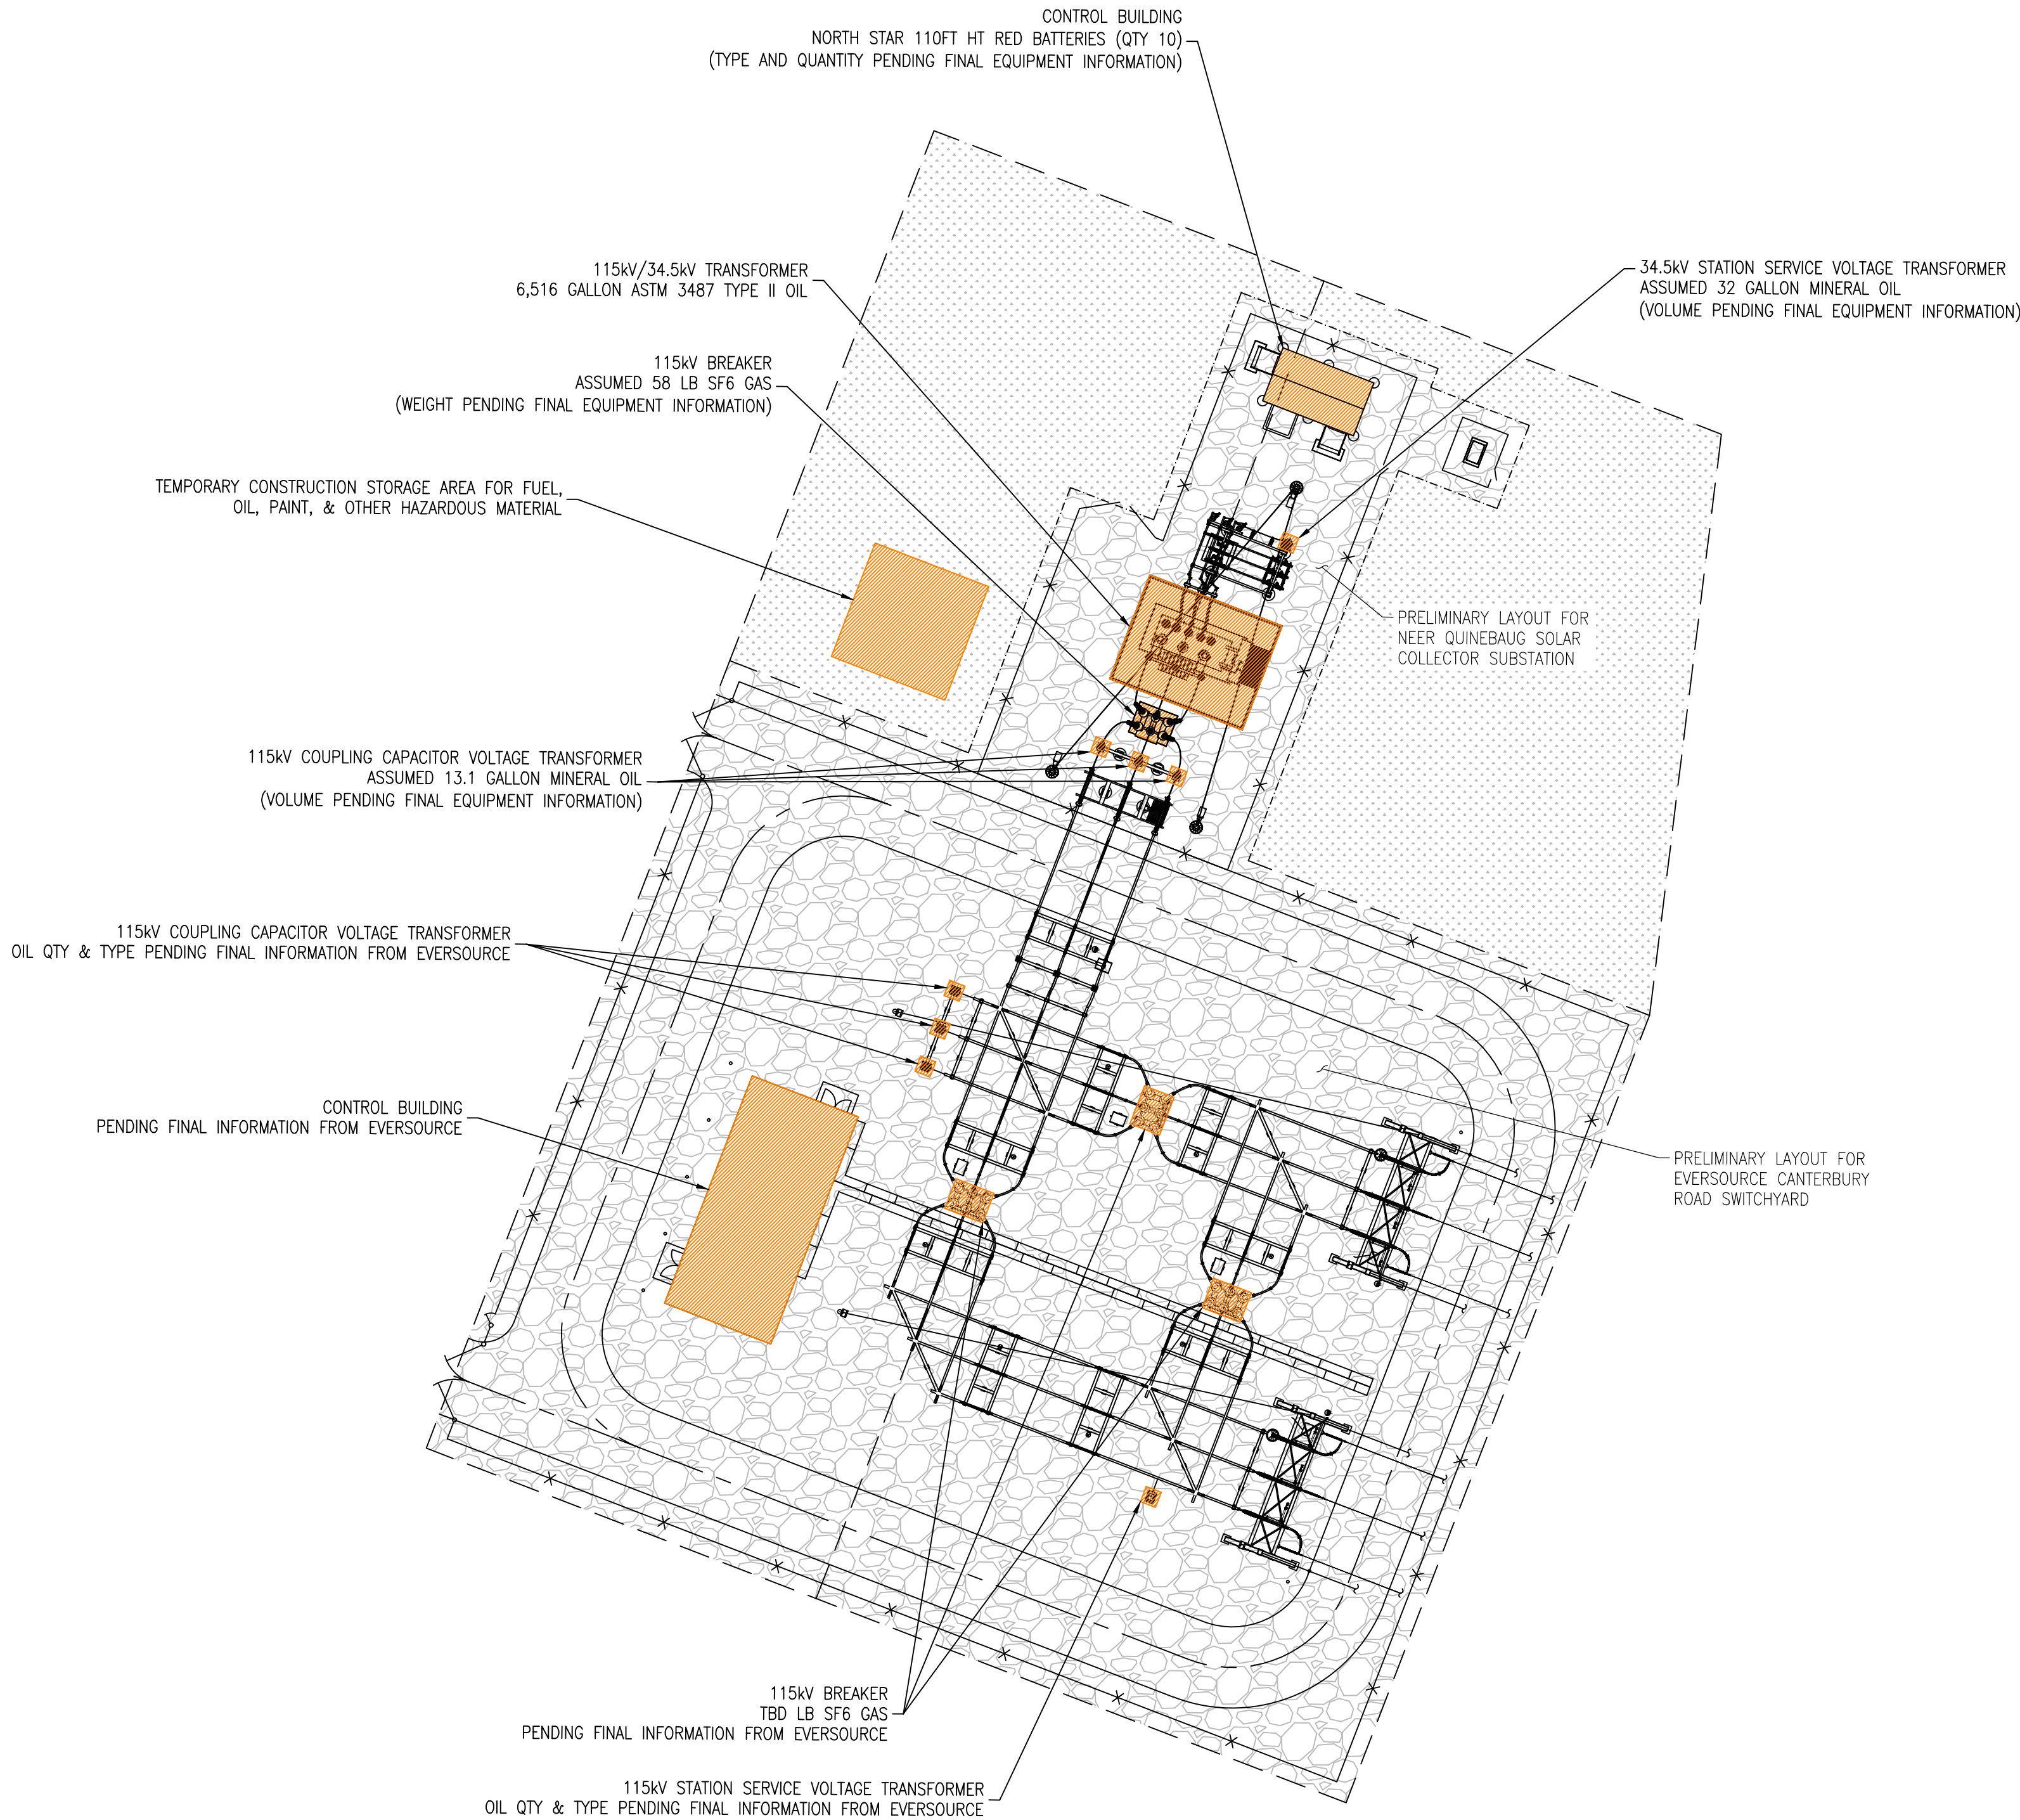 CONTROL BUILDING
NORTH STAR 110FT HT RED BATTERIES (QTY 10)
(TYPE AND QUANTITY PENDING FINAL EQUIPMENT INFORMATION)
115kV/34.5kV TRANSFORMER
6,516 GALLON ASTM 3487 TYPE II OIL
34.5kV STATION SERVICE VOLTAGE TRANSFORMER
ASSUMED 32 GALLON MINERAL OIL
(VOLUME PENDING FINAL EQUIPMENT INFORMATION)
115kV BREAKER
ASSUMED 58 LB SF6 GAS
(WEIGHT PENDING FINAL EQUIPMENT INFORMATION)
TEMPORARY CONSTRUCTION STORAGE AREA FOR FUEL,
OIL, PAINT, & OTHER HAZARDOUS MATERIAL
PRELIMINARY LAYOUT FOR
NEER QUINEBAUG SOLAR
COLLECTOR SUBSTATION
115kV COUPLING CAPACITOR VOLTAGE TRANSFORMER
ASSUMED 13.1 GALLON MINERAL OIL
(VOLUME PENDING FINAL EQUIPMENT INFORMATION)
115kV COUPLING CAPACITOR VOLTAGE TRANSFORMER
OIL QTY & TYPE PENDING FINAL INFORMATION FROM EVERSOURCE
CONTROL BUILDING
PENDING FINAL INFORMATION FROM EVERSOURCE
PRELIMINARY LAYOUT FOR
EVERSOURCE CANTERBURY
ROAD SWITCHYARD
115kV BREAKER
TBD LB SF6 GAS
PENDING FINAL INFORMATION FROM EVERSOURCE
115kV STATION SERVICE VOLTAGE TRANSFORMER
OIL QTY & TYPE PENDING FINAL INFORMATION FROM EVERSOURCE